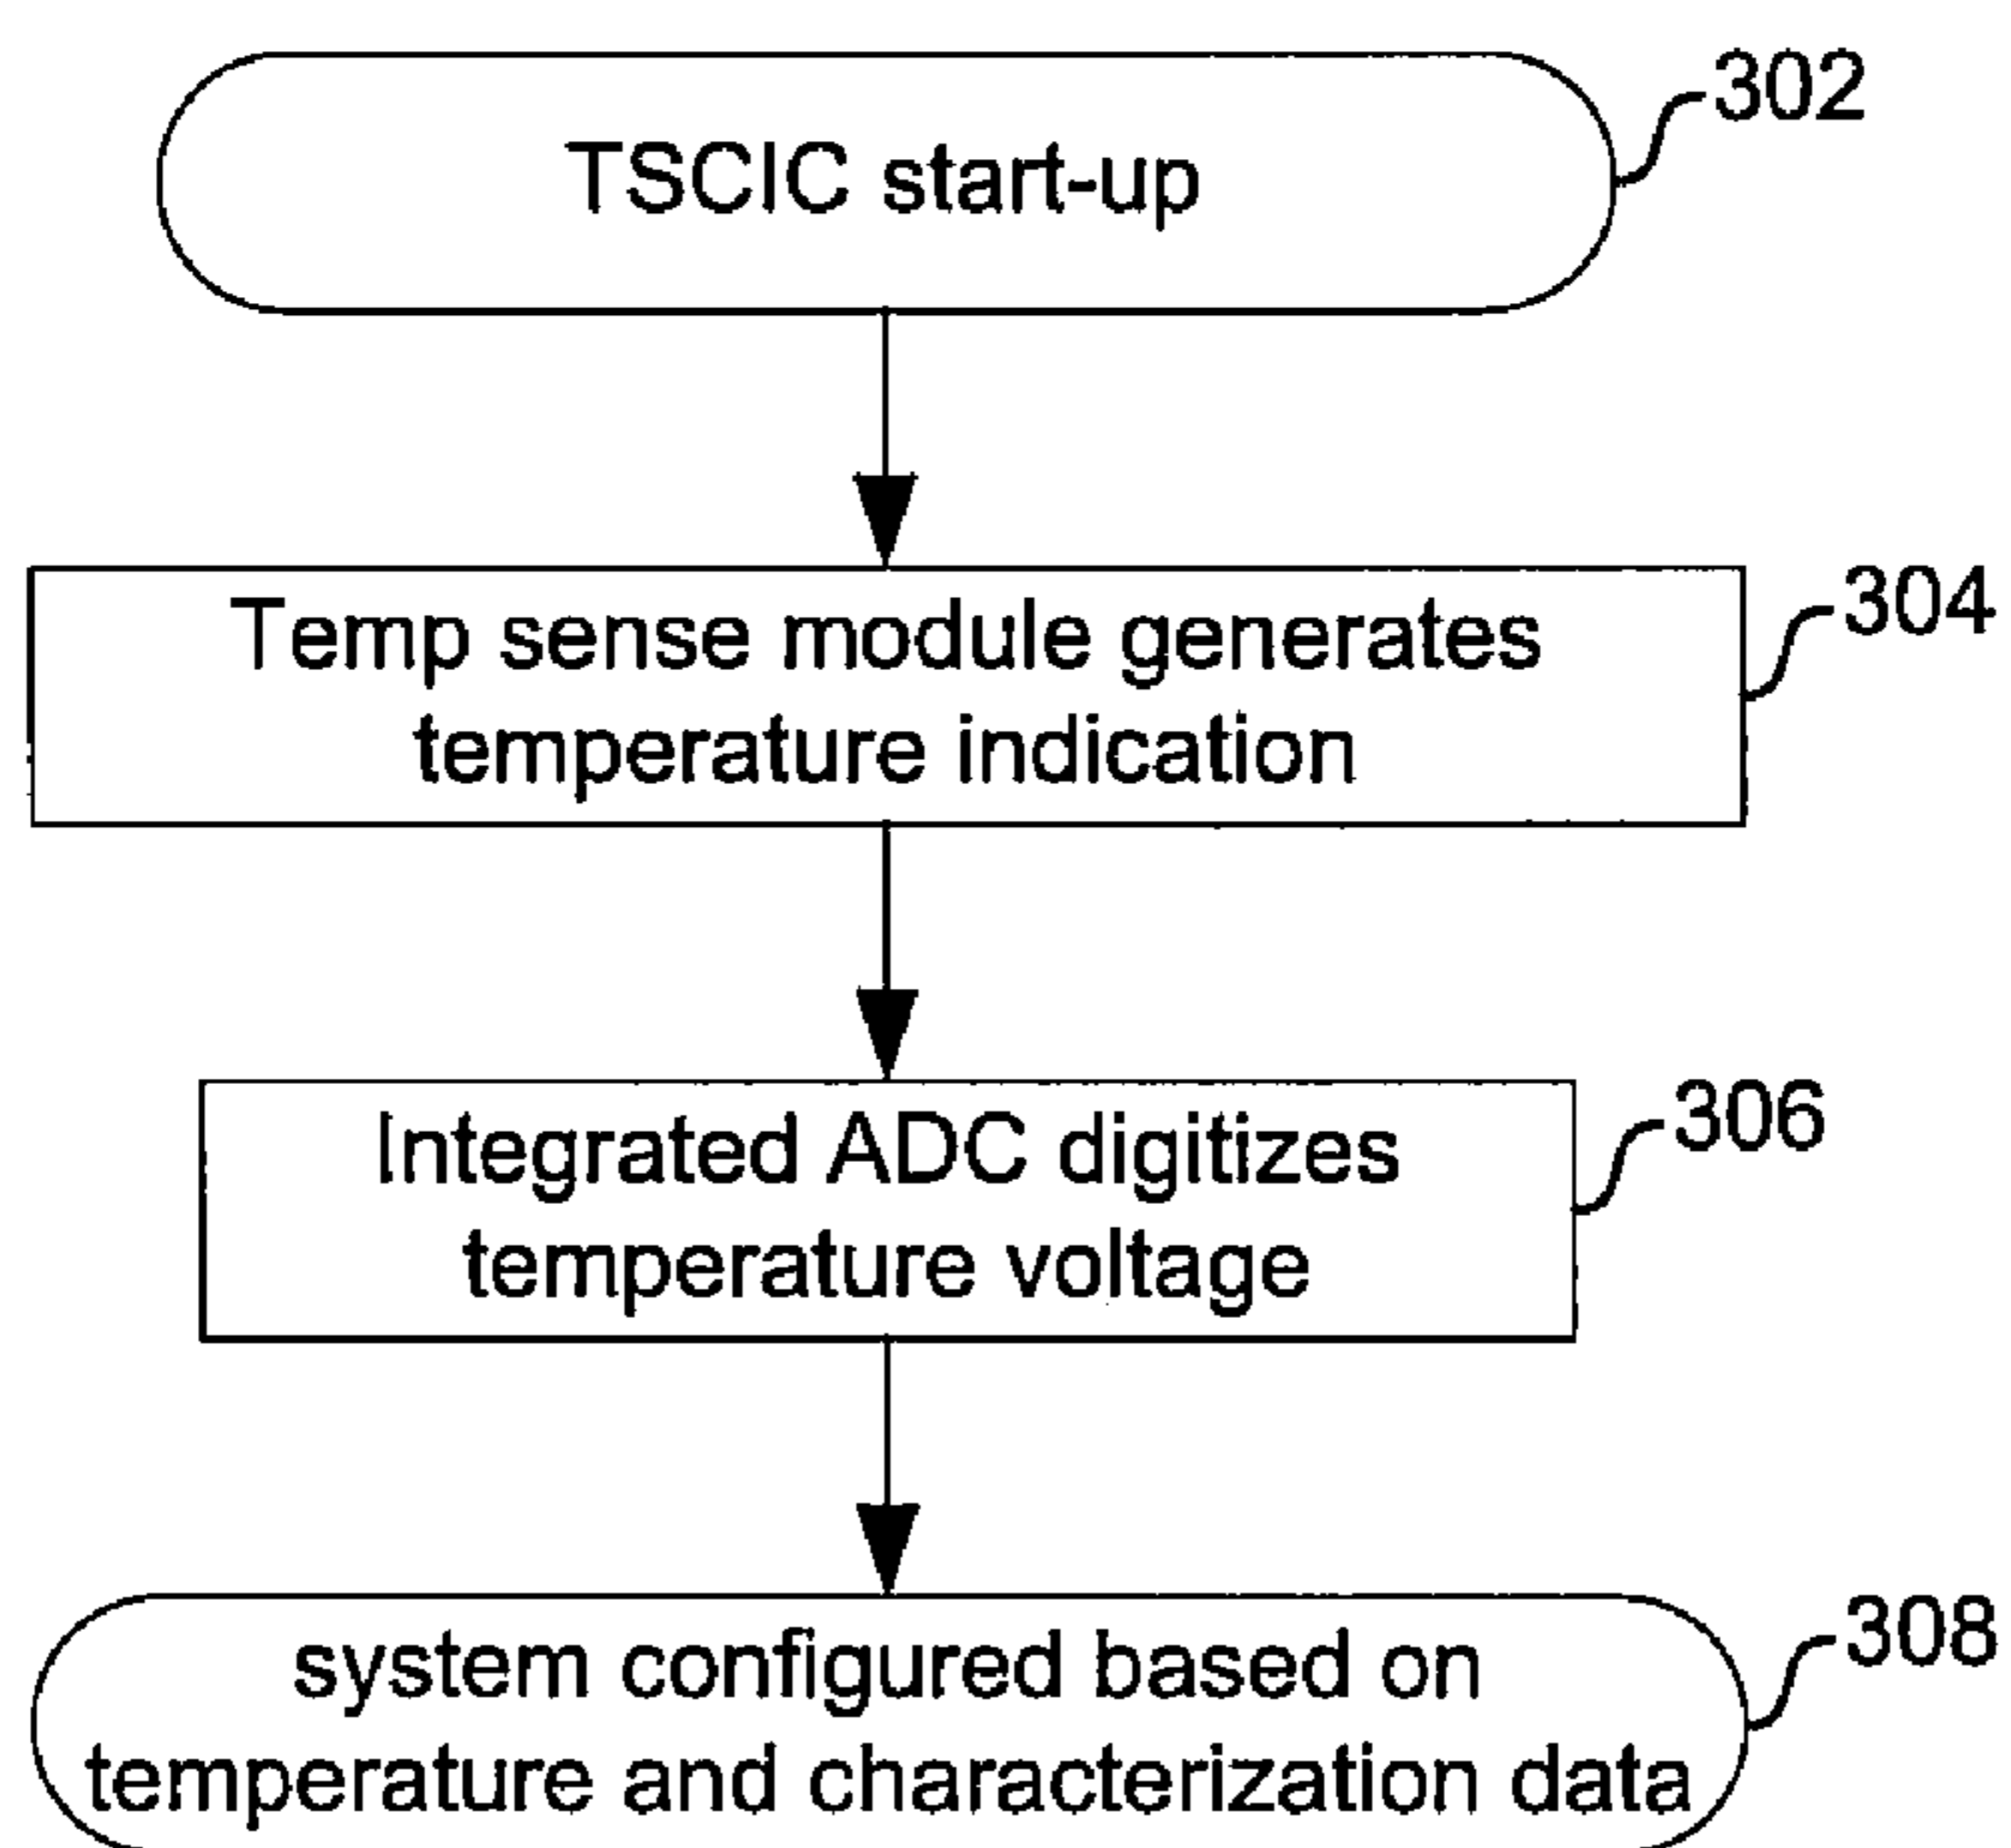 302
TSCIC start-up
304
Temp sense module generates
temperature indication
306
Integrated ADC digitizes
temperature voltage
308
system configured based on
temperature and characterization data